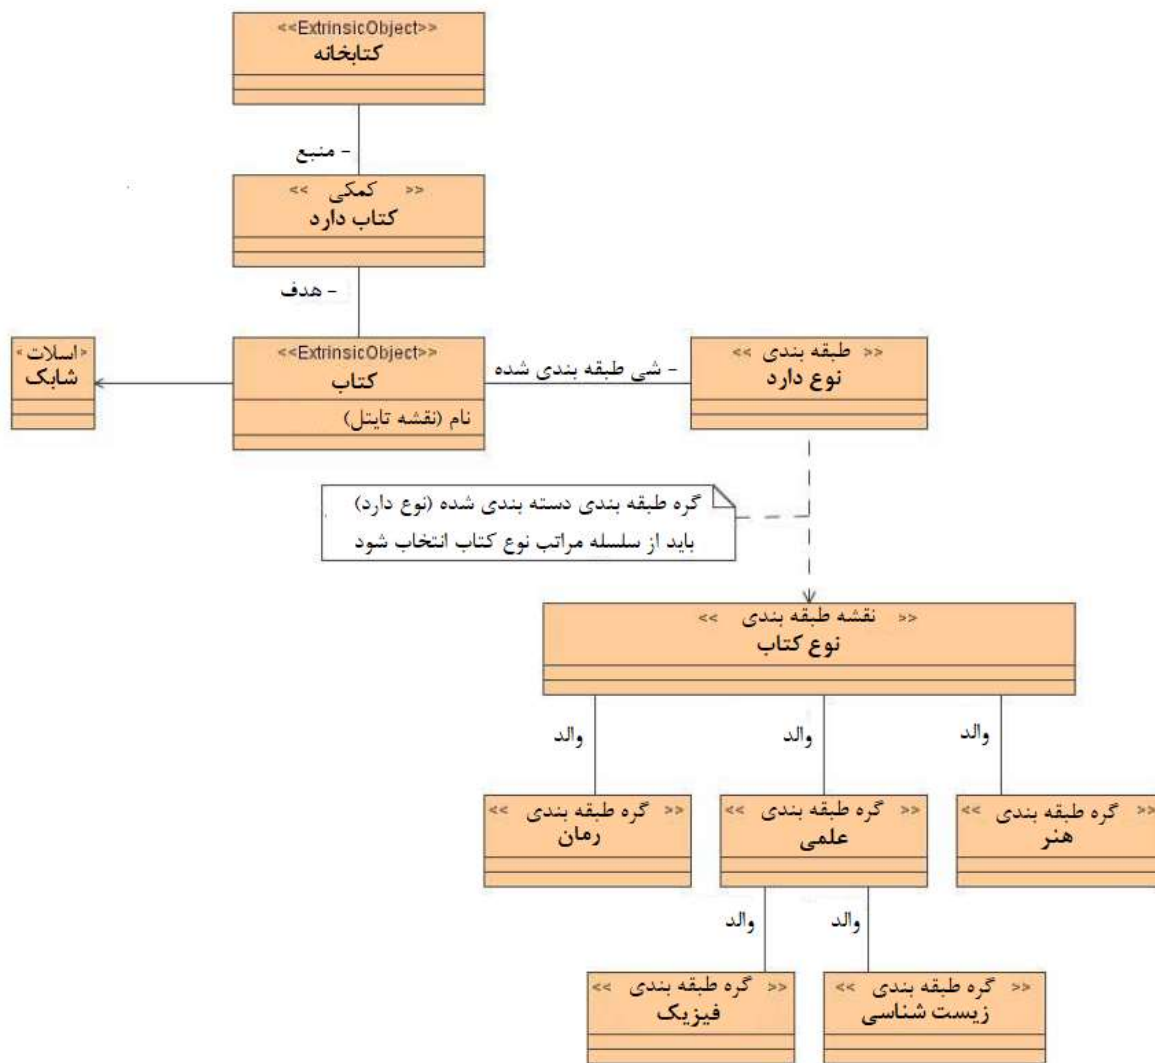 <<ExtrinsicObject>>
کتابخانه
- منبع
<< کمکی >>
کتاب دارد
- هدف
<اسلات>
شابک
<<ExtrinsicObject>>
کتاب
نام (نقشه تایتل)
- شی طبقه بندی شده
<< طبقه بندی >>
نوع دارد
گره طبقه بندی دسته بندی شده (نوع دارد)
باید از سلسله مراتب نوع کتاب انتخاب شود
<< نقشه طبقه بندی >>
نوع کتاب
والد
والد
والد
<< گره طبقه بندی >>
رمان
<< گره طبقه بندی >>
علمی
<< گره طبقه بندی >>
هنر
والد
والد
<< گره طبقه بندی >>
فیزیک
<< گره طبقه بندی >>
زیست شناسی